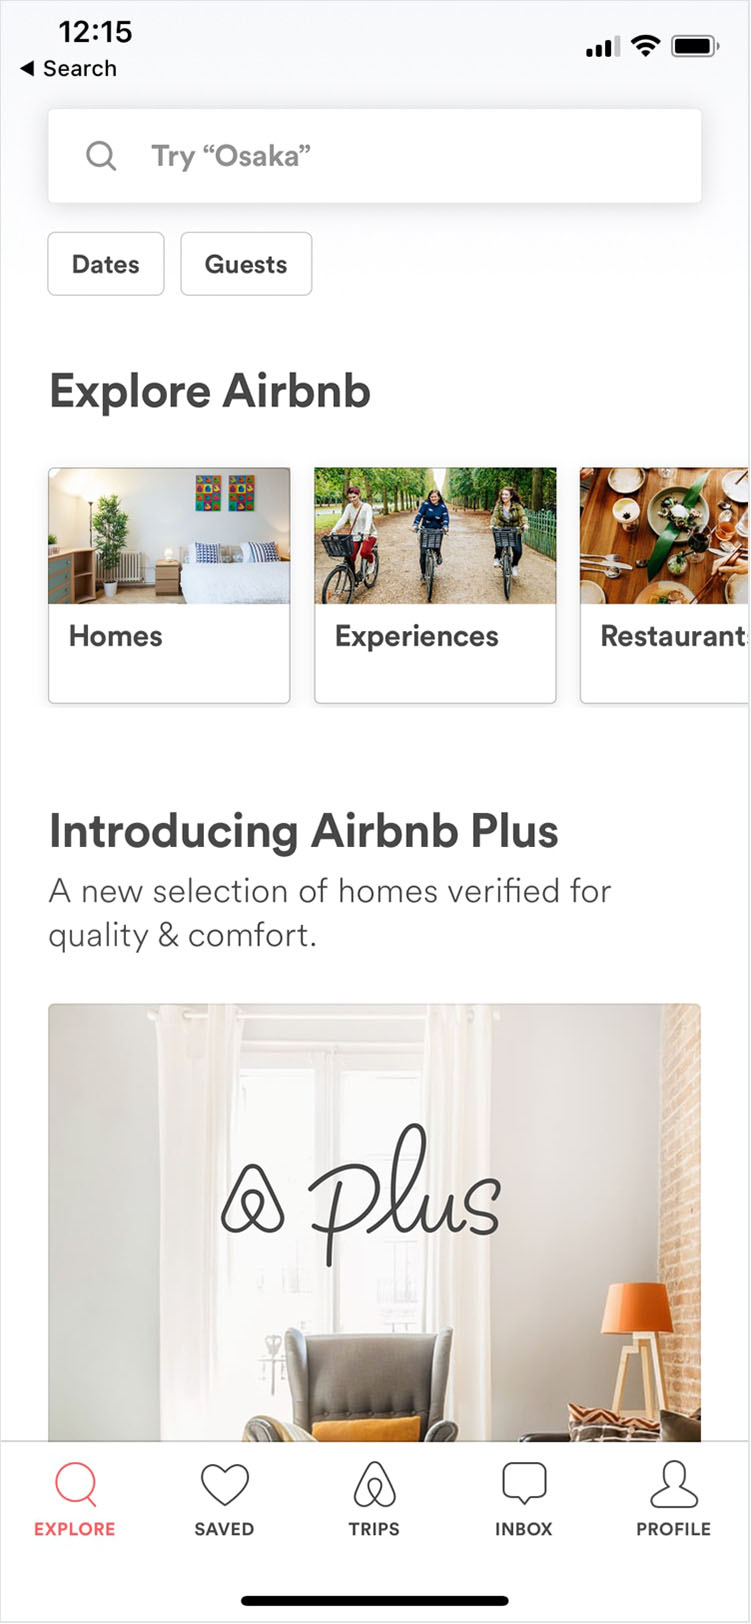 12:15
◀ Search
Try “Osaka”
Dates
Guests
Explore Airbnb
Homes
Experiences
Restaurants
Introducing Airbnb Plus
A new selection of homes verified for
quality & comfort.
plus
EXPLORE
SAVED
TRIPS
INBOX
PROFILE